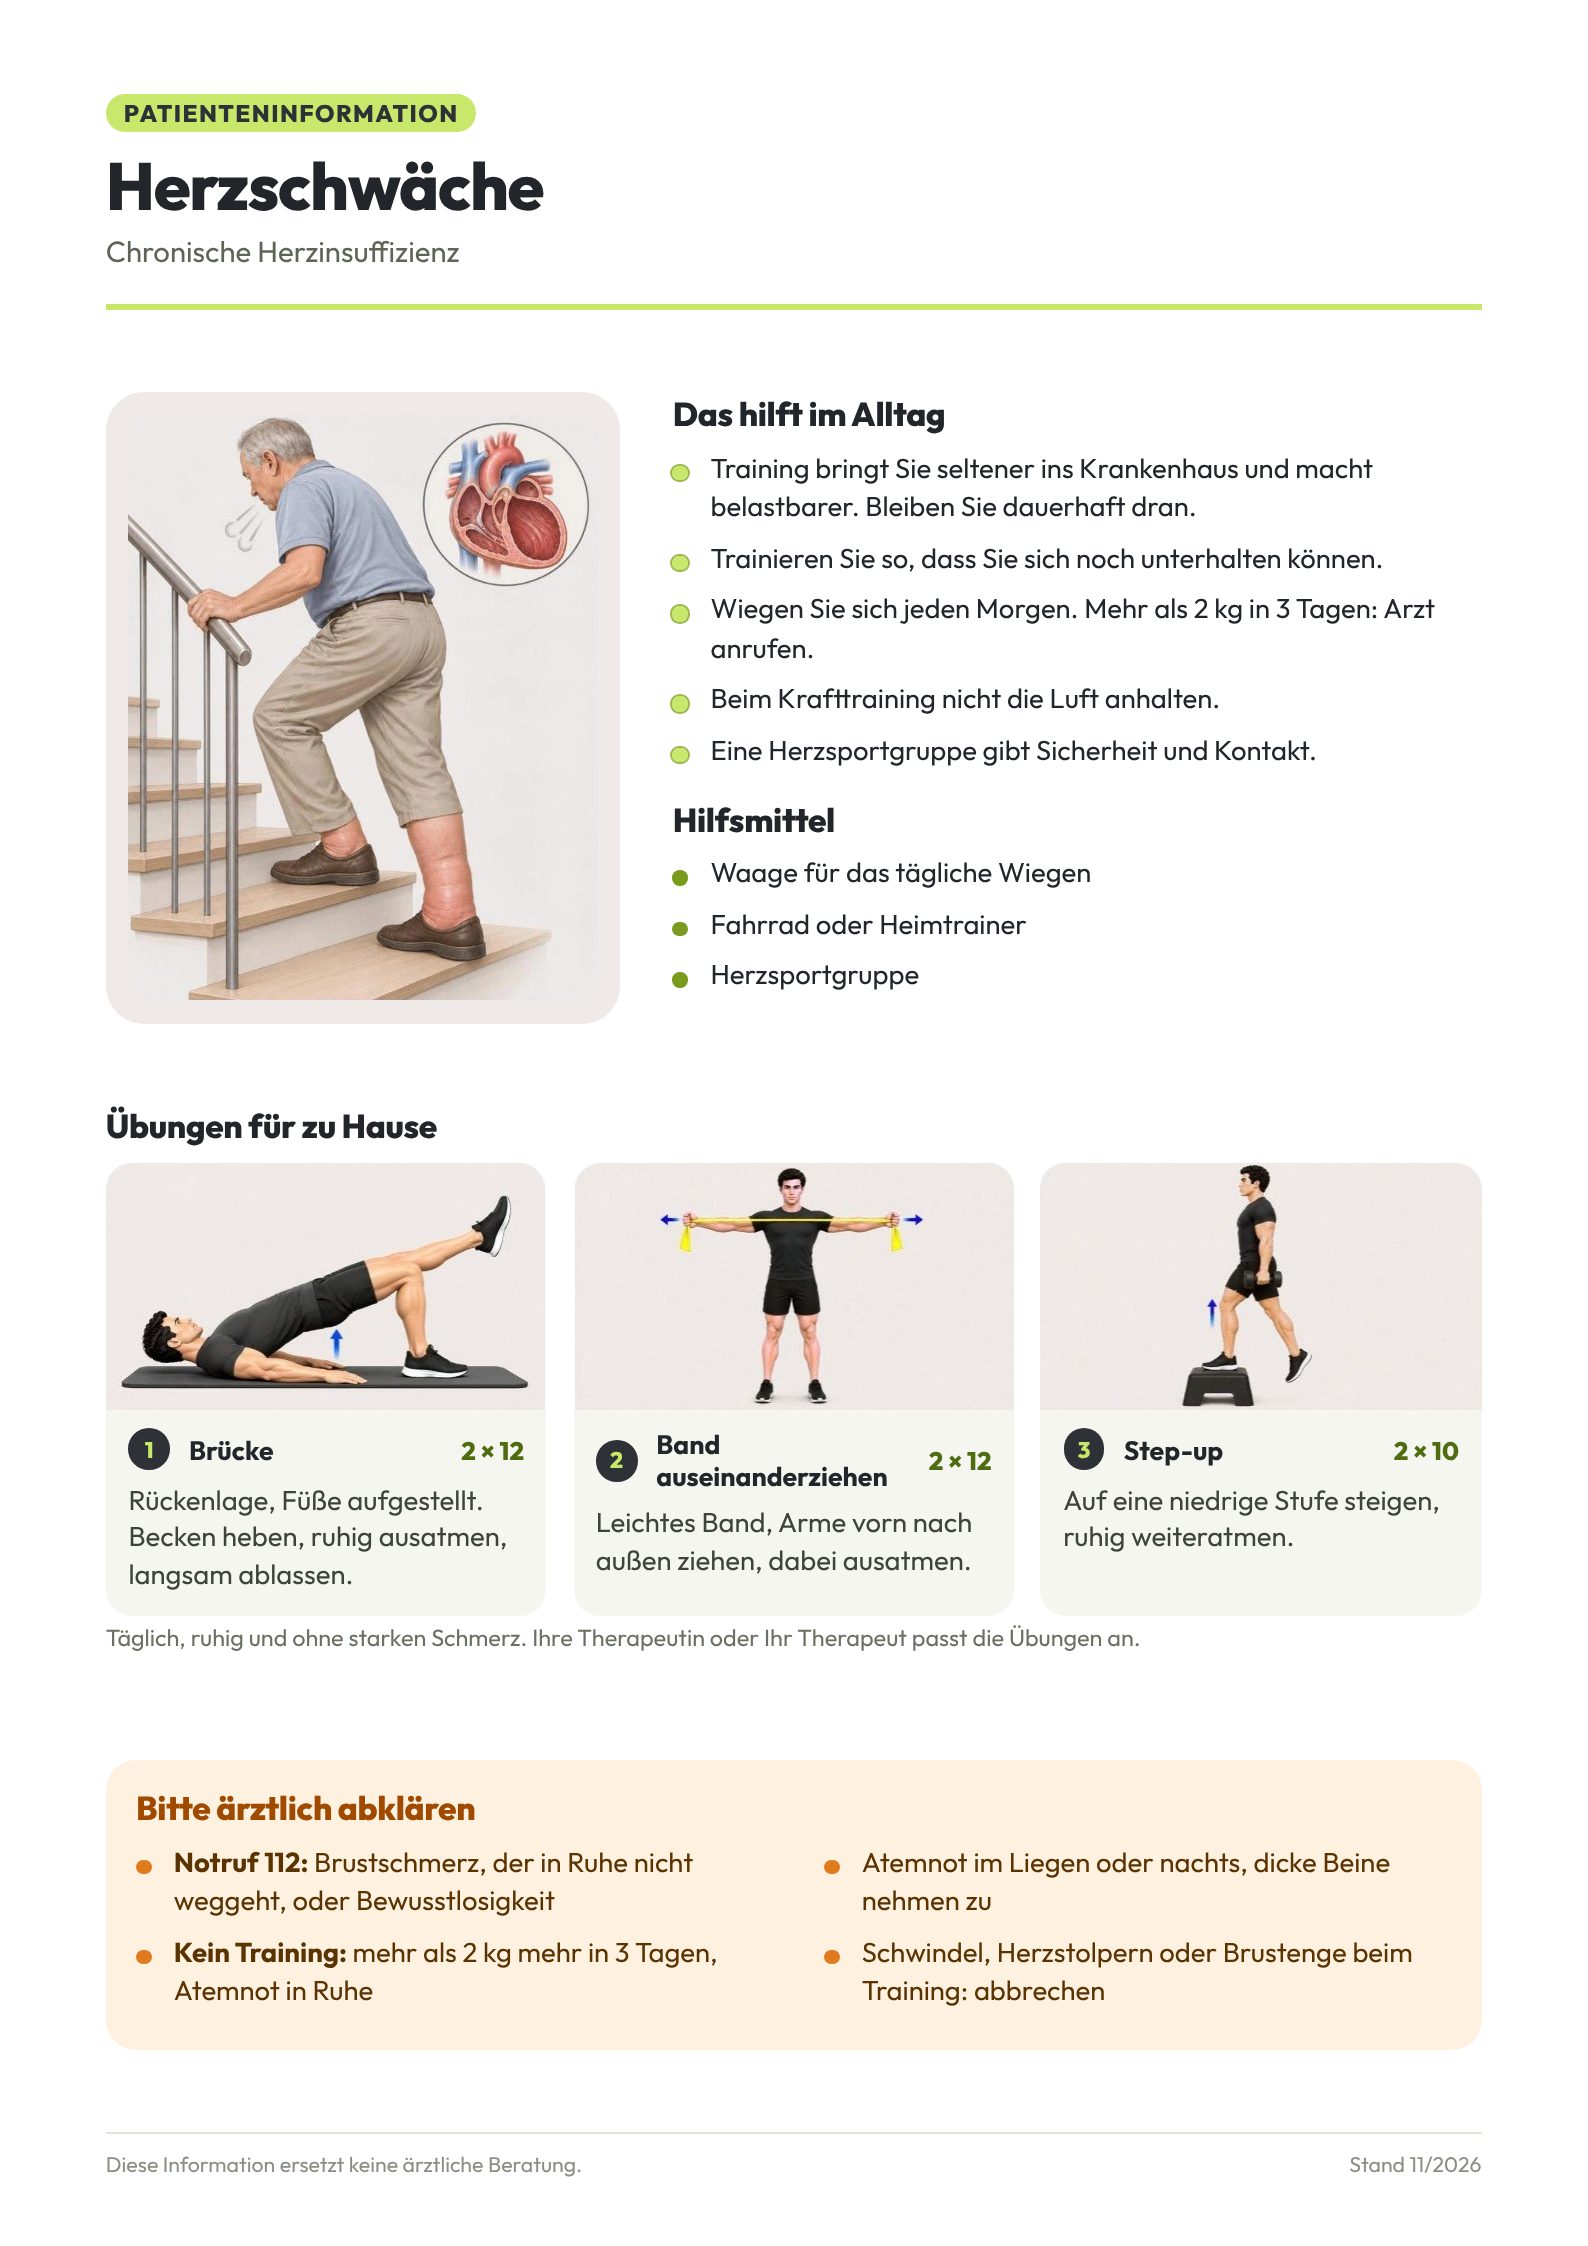 PATIENTENINFORMATION
Herzschwäche
Chronische Herzinsuffizienz
Das hilft im Alltag
Training bringt Sie seltener ins Krankenhaus und macht
belastbarer. Bleiben Sie dauerhaft dran.
Trainieren Sie so, dass Sie sich noch unterhalten können.
Wiegen Sie sich jeden Morgen. Mehr als 2 kg in 3 Tagen: Arzt
anrufen.
Beim Krafttraining nicht die Luft anhalten.
Eine Herzsportgruppe gibt Sicherheit und Kontakt.
Hilfsmittel
Waage für das tägliche Wiegen
Fahrrad oder Heimtrainer
Herzsportgruppe
Übungen für zu Hause
1 Brücke 2 × 12
Rückenlage, Füße aufgestellt.
Becken heben, ruhig ausatmen,
langsam ablassen.
2 Band
auseinanderziehen 2 × 12
Leichtes Band, Arme vorn nach
außen ziehen, dabei ausatmen.
3 Step-up 2 × 10
Auf eine niedrige Stufe steigen,
ruhig weiteratmen.
Täglich, ruhig und ohne starken Schmerz. Ihre Therapeutin oder Ihr Therapeut passt die Übungen an.
Bitte ärztlich abklären
Notruf 112: Brustschmerz, der in Ruhe nicht
weggeht, oder Bewusstlosigkeit
Kein Training: mehr als 2 kg mehr in 3 Tagen,
Atemnot in Ruhe
Atemnot im Liegen oder nachts, dicke Beine
nehmen zu
Schwindel, Herzstolpern oder Brustenge beim
Training: abbrechen
Diese Information ersetzt keine ärztliche Beratung.
Stand 11/2026